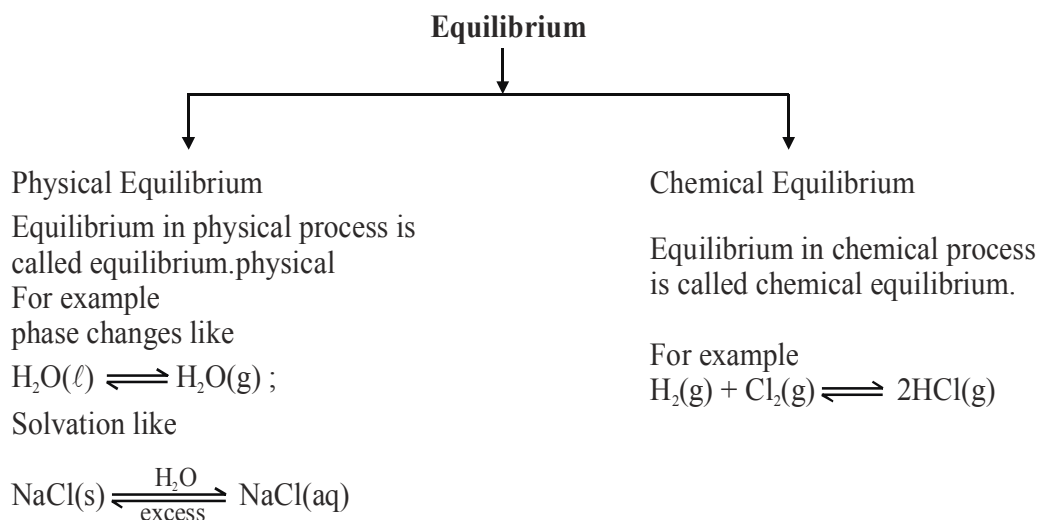 Equilibrium
Physical Equilibrium
Equilibrium in physical process is
called equilibrium.physical
For example
phase changes like
H₂O(ℓ) ⇌ H₂O(g) ;
Solvation like
NaCl(s) ⇌ NaCl(aq)
H₂O
excess
Chemical Equilibrium
Equilibrium in chemical process
is called chemical equilibrium.
For example
H₂(g) + Cl₂(g) ⇌ 2HCl(g)